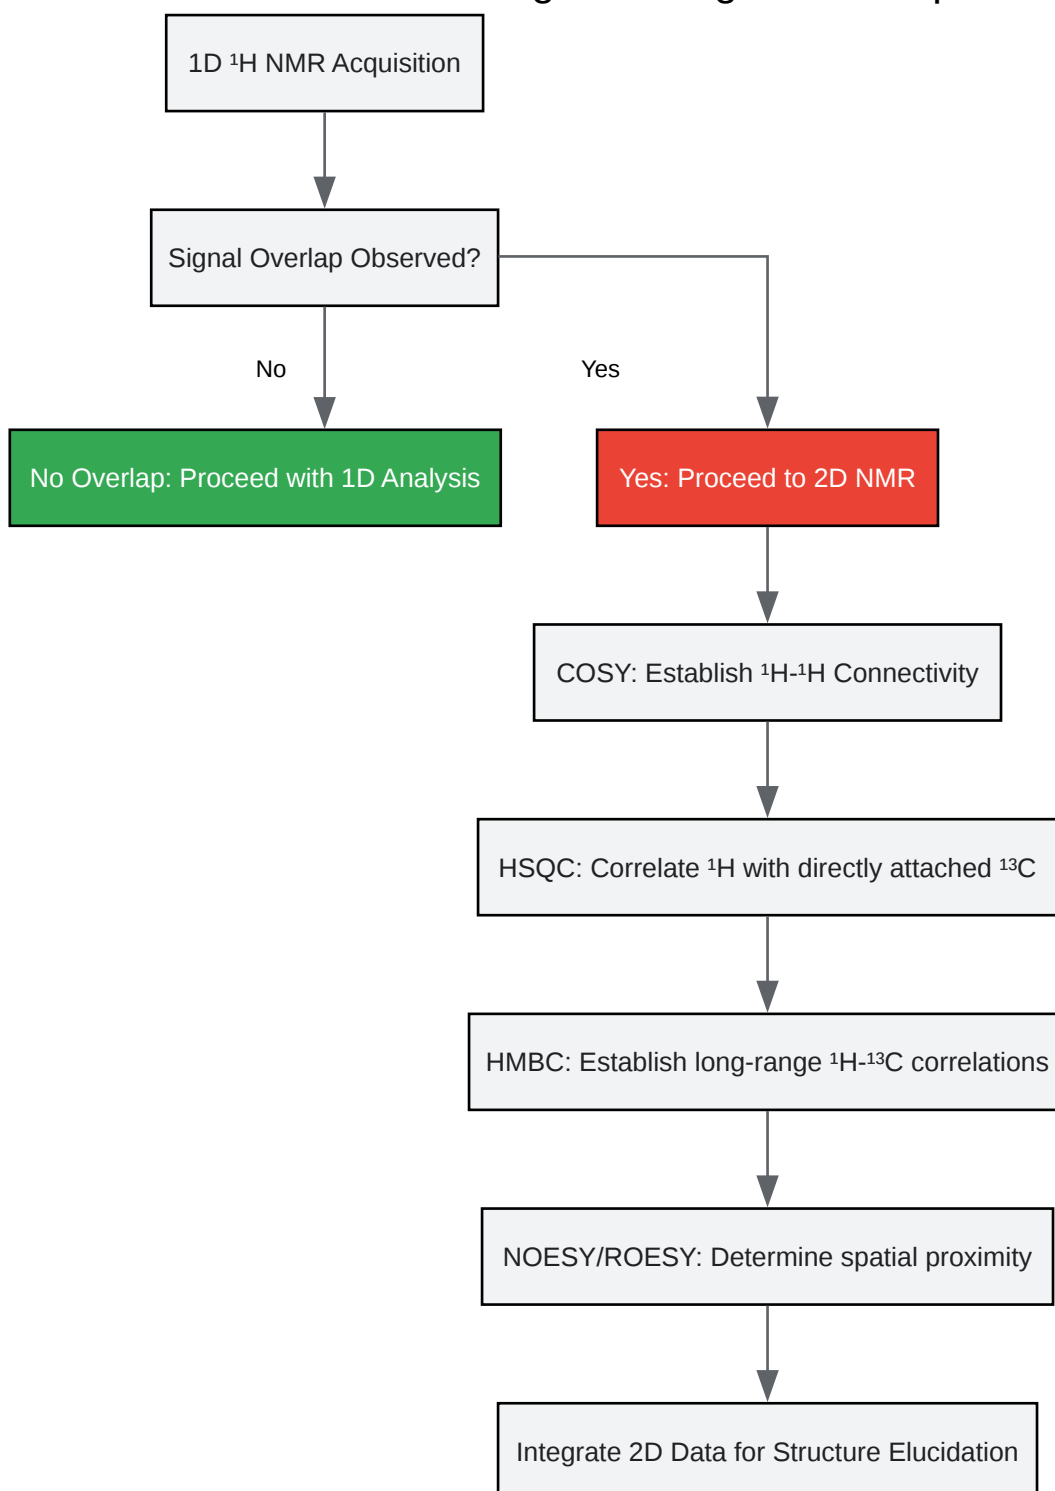 1D ¹H NMR Acquisition
Signal Overlap Observed?
No
Yes
No Overlap: Proceed with 1D Analysis
Yes: Proceed to 2D NMR
COSY: Establish ¹H-¹H Connectivity
HSQC: Correlate ¹H with directly attached ¹³C
HMBC: Establish long-range ¹H-¹³C correlations
NOESY/ROESY: Determine spatial proximity
Integrate 2D Data for Structure Elucidation